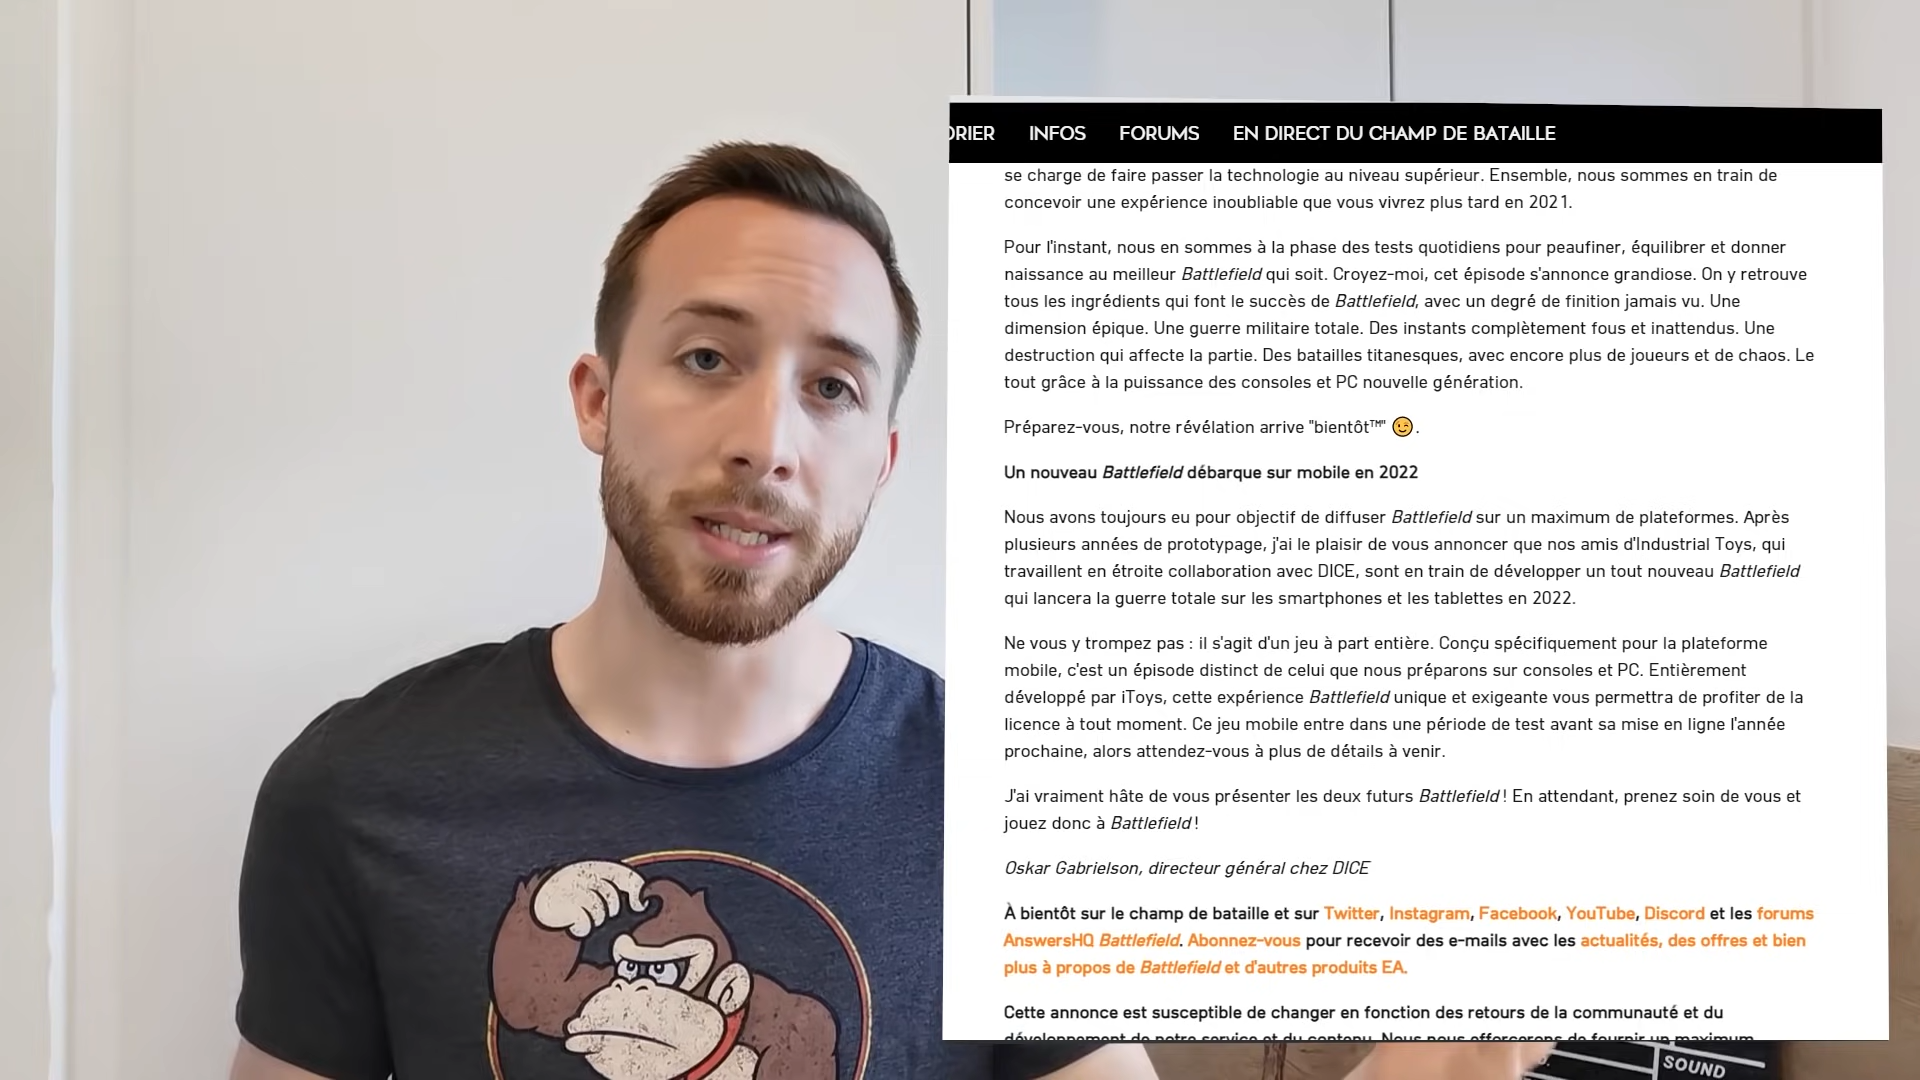 INFOS FORUMS EN DIRECT DU CHAMP DE BATAILLE
se charge de faire passer la technologie au niveau supérieur. Ensemble, nous sommes en train de
concevoir une expérience inoubliable que vous vivrez plus tard en 2021.
Pour l'instant, nous en sommes à la phase des tests quotidiens pour peaufiner, équilibrer et donner
naissance au meilleur Battlefield qui soit. Croyez-moi, cet épisode s'annonce grandiose. On y retrouve
tous les ingrédients qui font le succès de Battlefield, avec un degré de finition jamais vu. Une
dimension épique. Une guerre militaire totale. Des instants complètement fous et inattendus. Une
destruction qui affecte la partie. Des batailles titanesques, avec encore plus de joueurs et de chaos. Le
tout grâce à la puissance des consoles et PC nouvelle génération.
Préparez-vous, notre révélation arrive "bientôt™" 😉.
Un nouveau Battlefield débarque sur mobile en 2022
Nous avons toujours eu pour objectif de diffuser Battlefield sur un maximum de plateformes. Après
plusieurs années de prototypage, j'ai le plaisir de vous annoncer que nos amis d'Industrial Toys, qui
travaillent en étroite collaboration avec DICE, sont en train de développer un tout nouveau Battlefield
qui lancera la guerre totale sur les smartphones et les tablettes en 2022.
Ne vous y trompez pas : il s'agit d'un jeu à part entière. Conçu spécifiquement pour la plateforme
mobile, c'est un épisode distinct de celui que nous préparons sur consoles et PC. Entièrement
développé par iToys, cette expérience Battlefield unique et exigeante vous permettra de profiter de la
licence à tout moment. Ce jeu mobile entre dans une période de test avant sa mise en ligne l'année
prochaine, alors attendez-vous à plus de détails à venir.
J'ai vraiment hâte de vous présenter les deux futurs Battlefield ! En attendant, prenez soin de vous et
jouez donc à Battlefield !
Oskar Gabrielson, directeur général chez DICE
À bientôt sur le champ de bataille et sur Twitter, Instagram, Facebook, YouTube, Discord et les forums
AnswersHQ Battlefield. Abonnez-vous pour recevoir des e-mails avec les actualités, des offres et bien
plus à propos de Battlefield et d'autres produits EA.
Cette annonce est susceptible de changer en fonction des retours de la communauté et du
développement de notre service et du contenu. Nous nous efforcerons de fournir un maximum
SOUND